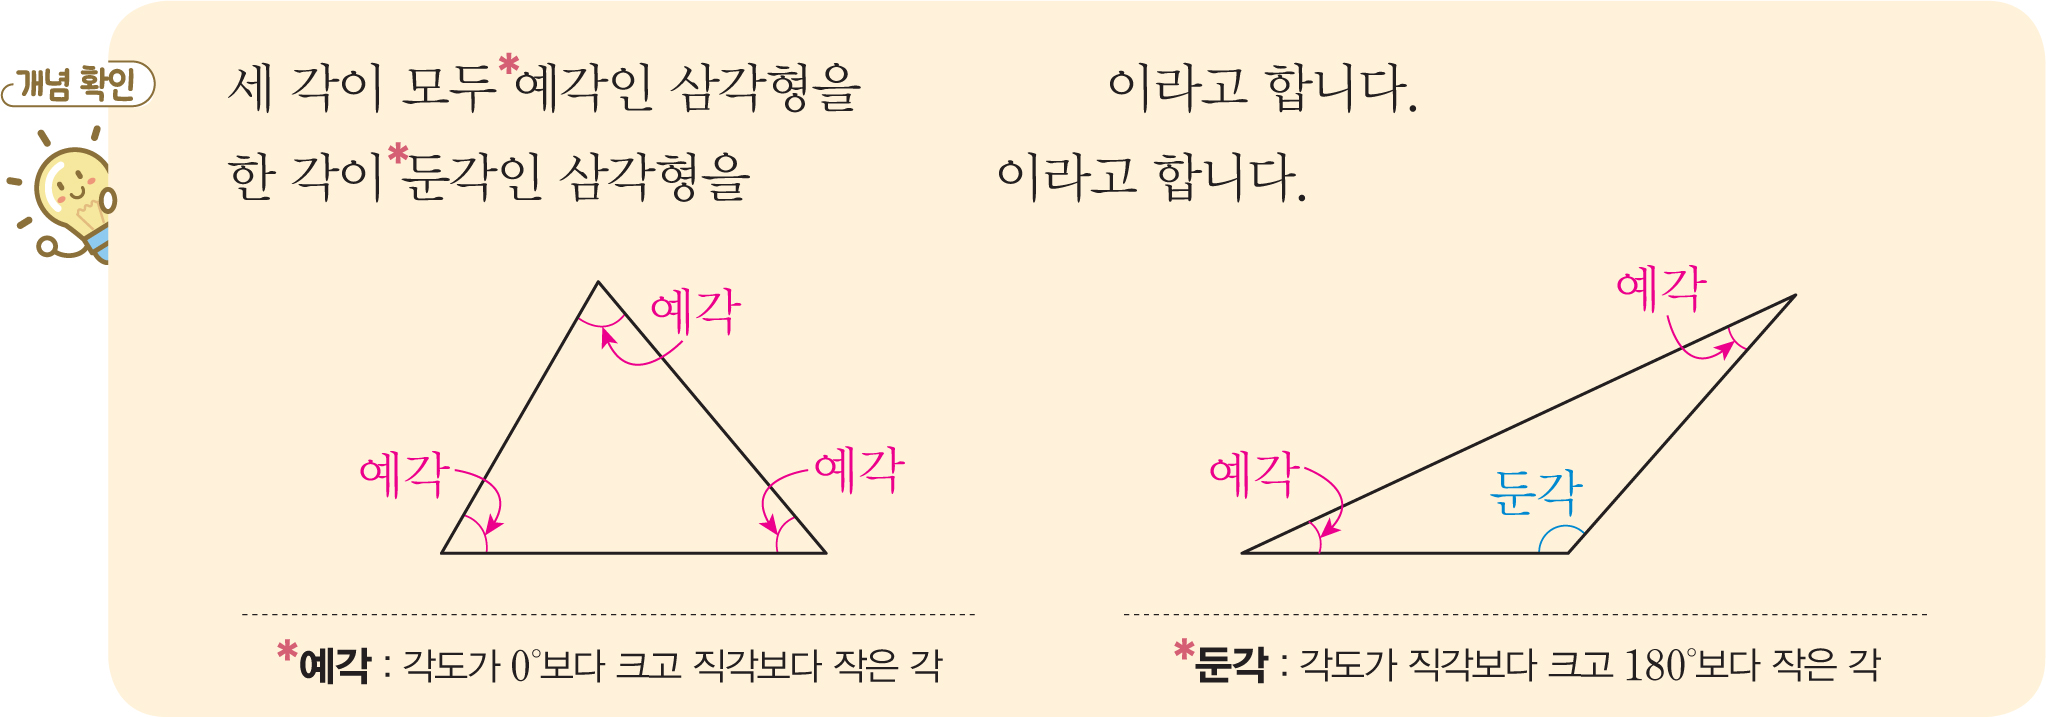 개념 확인
세 각이 모두 *예각인 삼각형을 이라고 합니다.
한 각이 *둔각인 삼각형을 이라고 합니다.
예각
예각
예각
예각
예각
둔각
*예각 : 각도가 0°보다 크고 직각보다 작은 각
*둔각 : 각도가 직각보다 크고 180°보다 작은 각